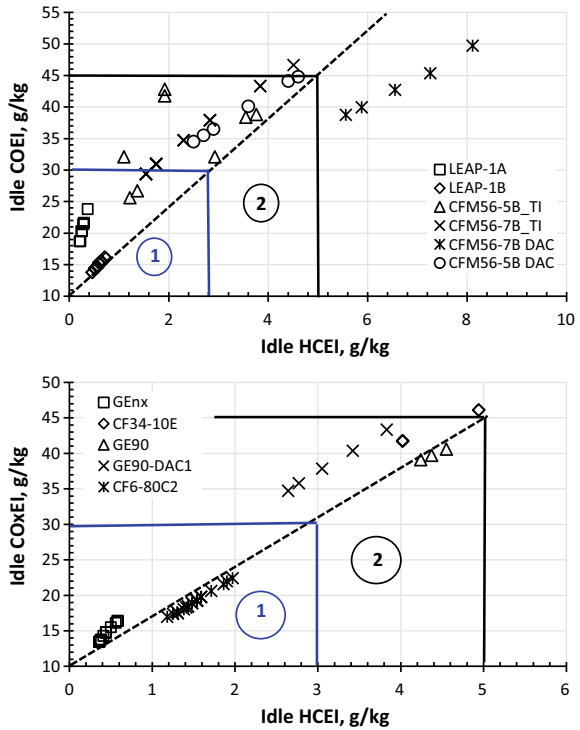 Idle COEI, g/kg
55
50
45
40
35
30
25
20
15
10
0
2
4
6
8
10
Idle HCEI, g/kg
1
2
LEAP-1A
LEAP-1B
CFM56-5B_TI
CFM56-7B_TI
CFM56-7B DAC
CFM56-5B DAC
Idle COxEI, g/kg
50
45
40
35
30
25
20
15
10
0
1
2
3
4
5
6
Idle HCEI, g/kg
GEnx
CF34-10E
GE90
GE90-DAC1
CF6-80C2
1
2